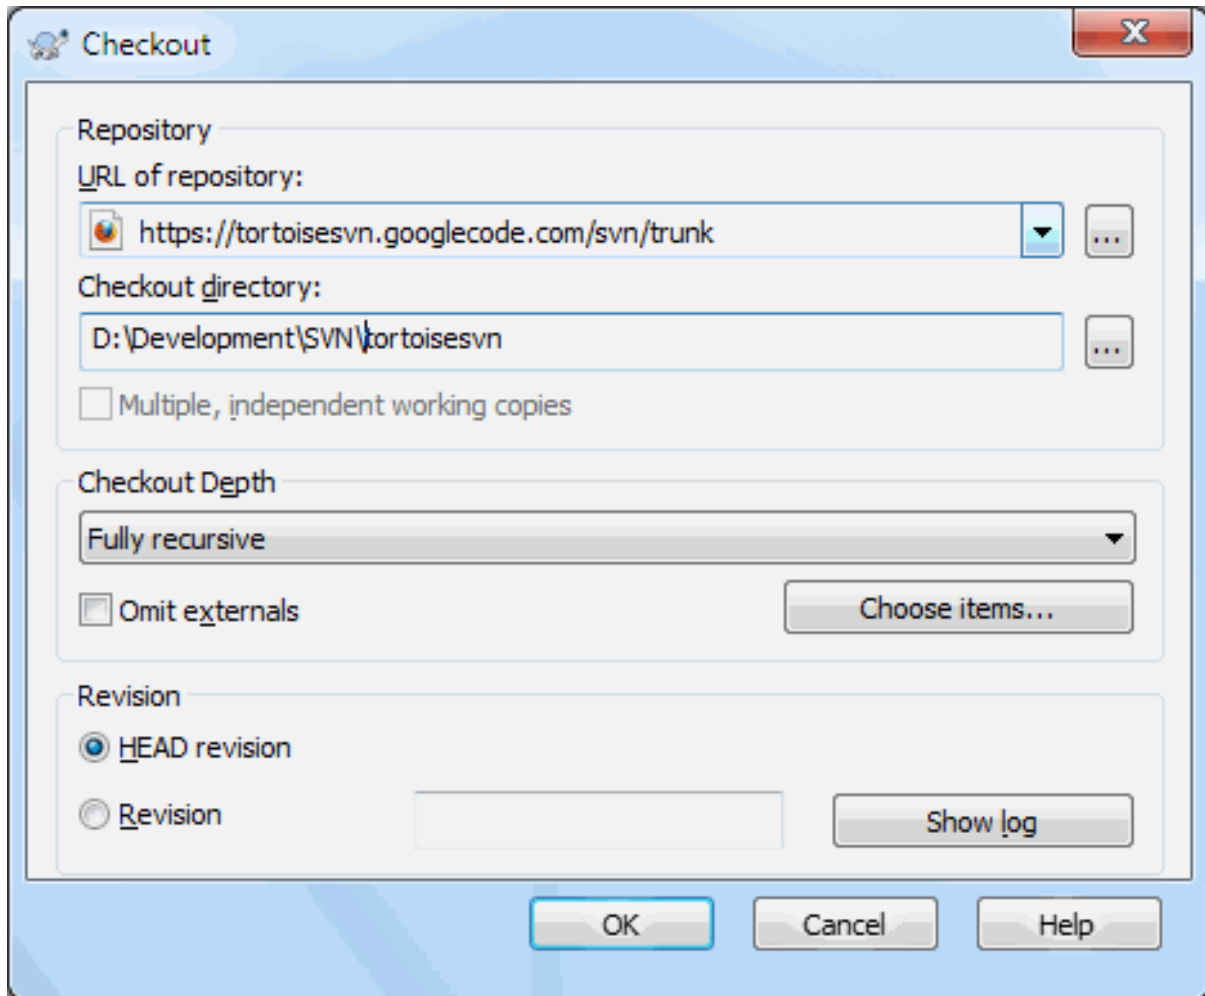 Checkout
Repository
URL of repository:
https://tortoisesvn.googlecode.com/svn/trunk
...
Checkout directory:
D:\Development\SVN\tortoisesvn
...
Multiple, independent working copies
Checkout Depth
Fully recursive
Omit externals
Choose items...
Revision
HEAD revision
Revision
Show log
OK
Cancel
Help